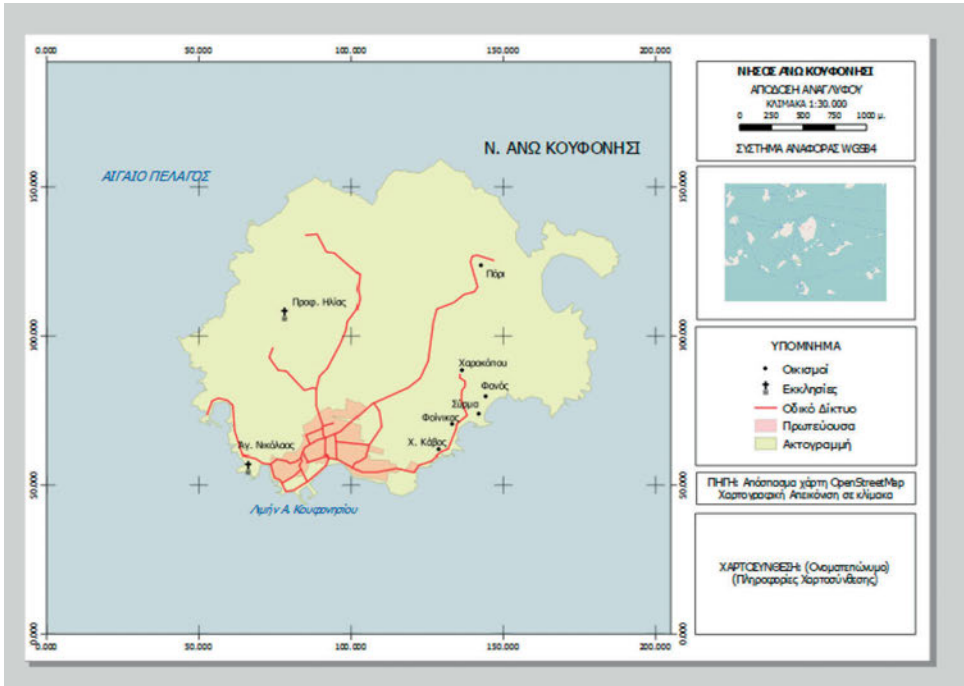 0.000 50.000 100.000 150.000 200.000
150.000
100.000
50.000
0.000
ΑΙΓΑΙΟ ΠΕΛΑΓΟΣ
Ν. ΑΝΩ ΚΟΥΦΟΝΗΣΙ
Πόρι
Προφ. Ηλίας
Χαροκόπου
Φανός
Σύρμα
Φοίνικας
Χ. Κάβος
Άγ. Νικόλαος
Λιμήν Α. Κουφονησίου
150.000
100.000
50.000
0.000
0.000 50.000 100.000 150.000 200.000
ΝΗΣΟΣ ΑΝΩ ΚΟΥΦΟΝΗΣΙ
ΑΠΟΔΟΣΗ ΑΝΑΓΛΥΦΟΥ
ΚΛΙΜΑΚΑ 1:30.000
0 250 500 750 1000 μ.
ΣΥΣΤΗΜΑ ΑΝΑΦΟΡΑΣ WGS84
ΥΠΟΜΝΗΜΑ
Οικισμοί
Εκκλησίες
Οδικό Δίκτυο
Πρωτεύουσα
Ακτογραμμή
ΠΗΓΗ: Απόσπασμα χάρτη OpenStreetMap
Χαρτογραφική Απεικόνιση σε κλίμακα
ΧΑΡΤΟΣΥΝΘΕΣΗ: (Ονοματεπώνυμο)
(Πληροφορίες Χαρτοσύνθεσης)